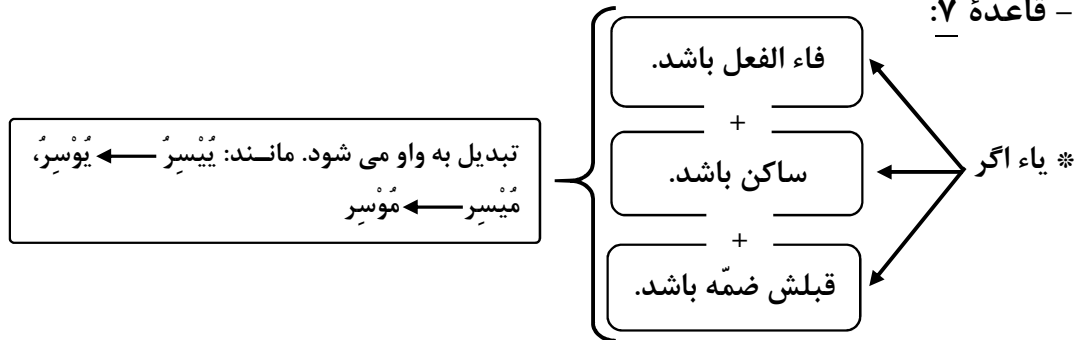 – قاعدهٔ ۷:
* یاء اگر
فاء الفعل باشد.
+
ساکن باشد.
+
قبلش ضمّه باشد.
تبدیل به واو می شود. مانند: یُیْسِرُ ← یُوْسِرُ،
مُیْسِر ← مُوْسِر